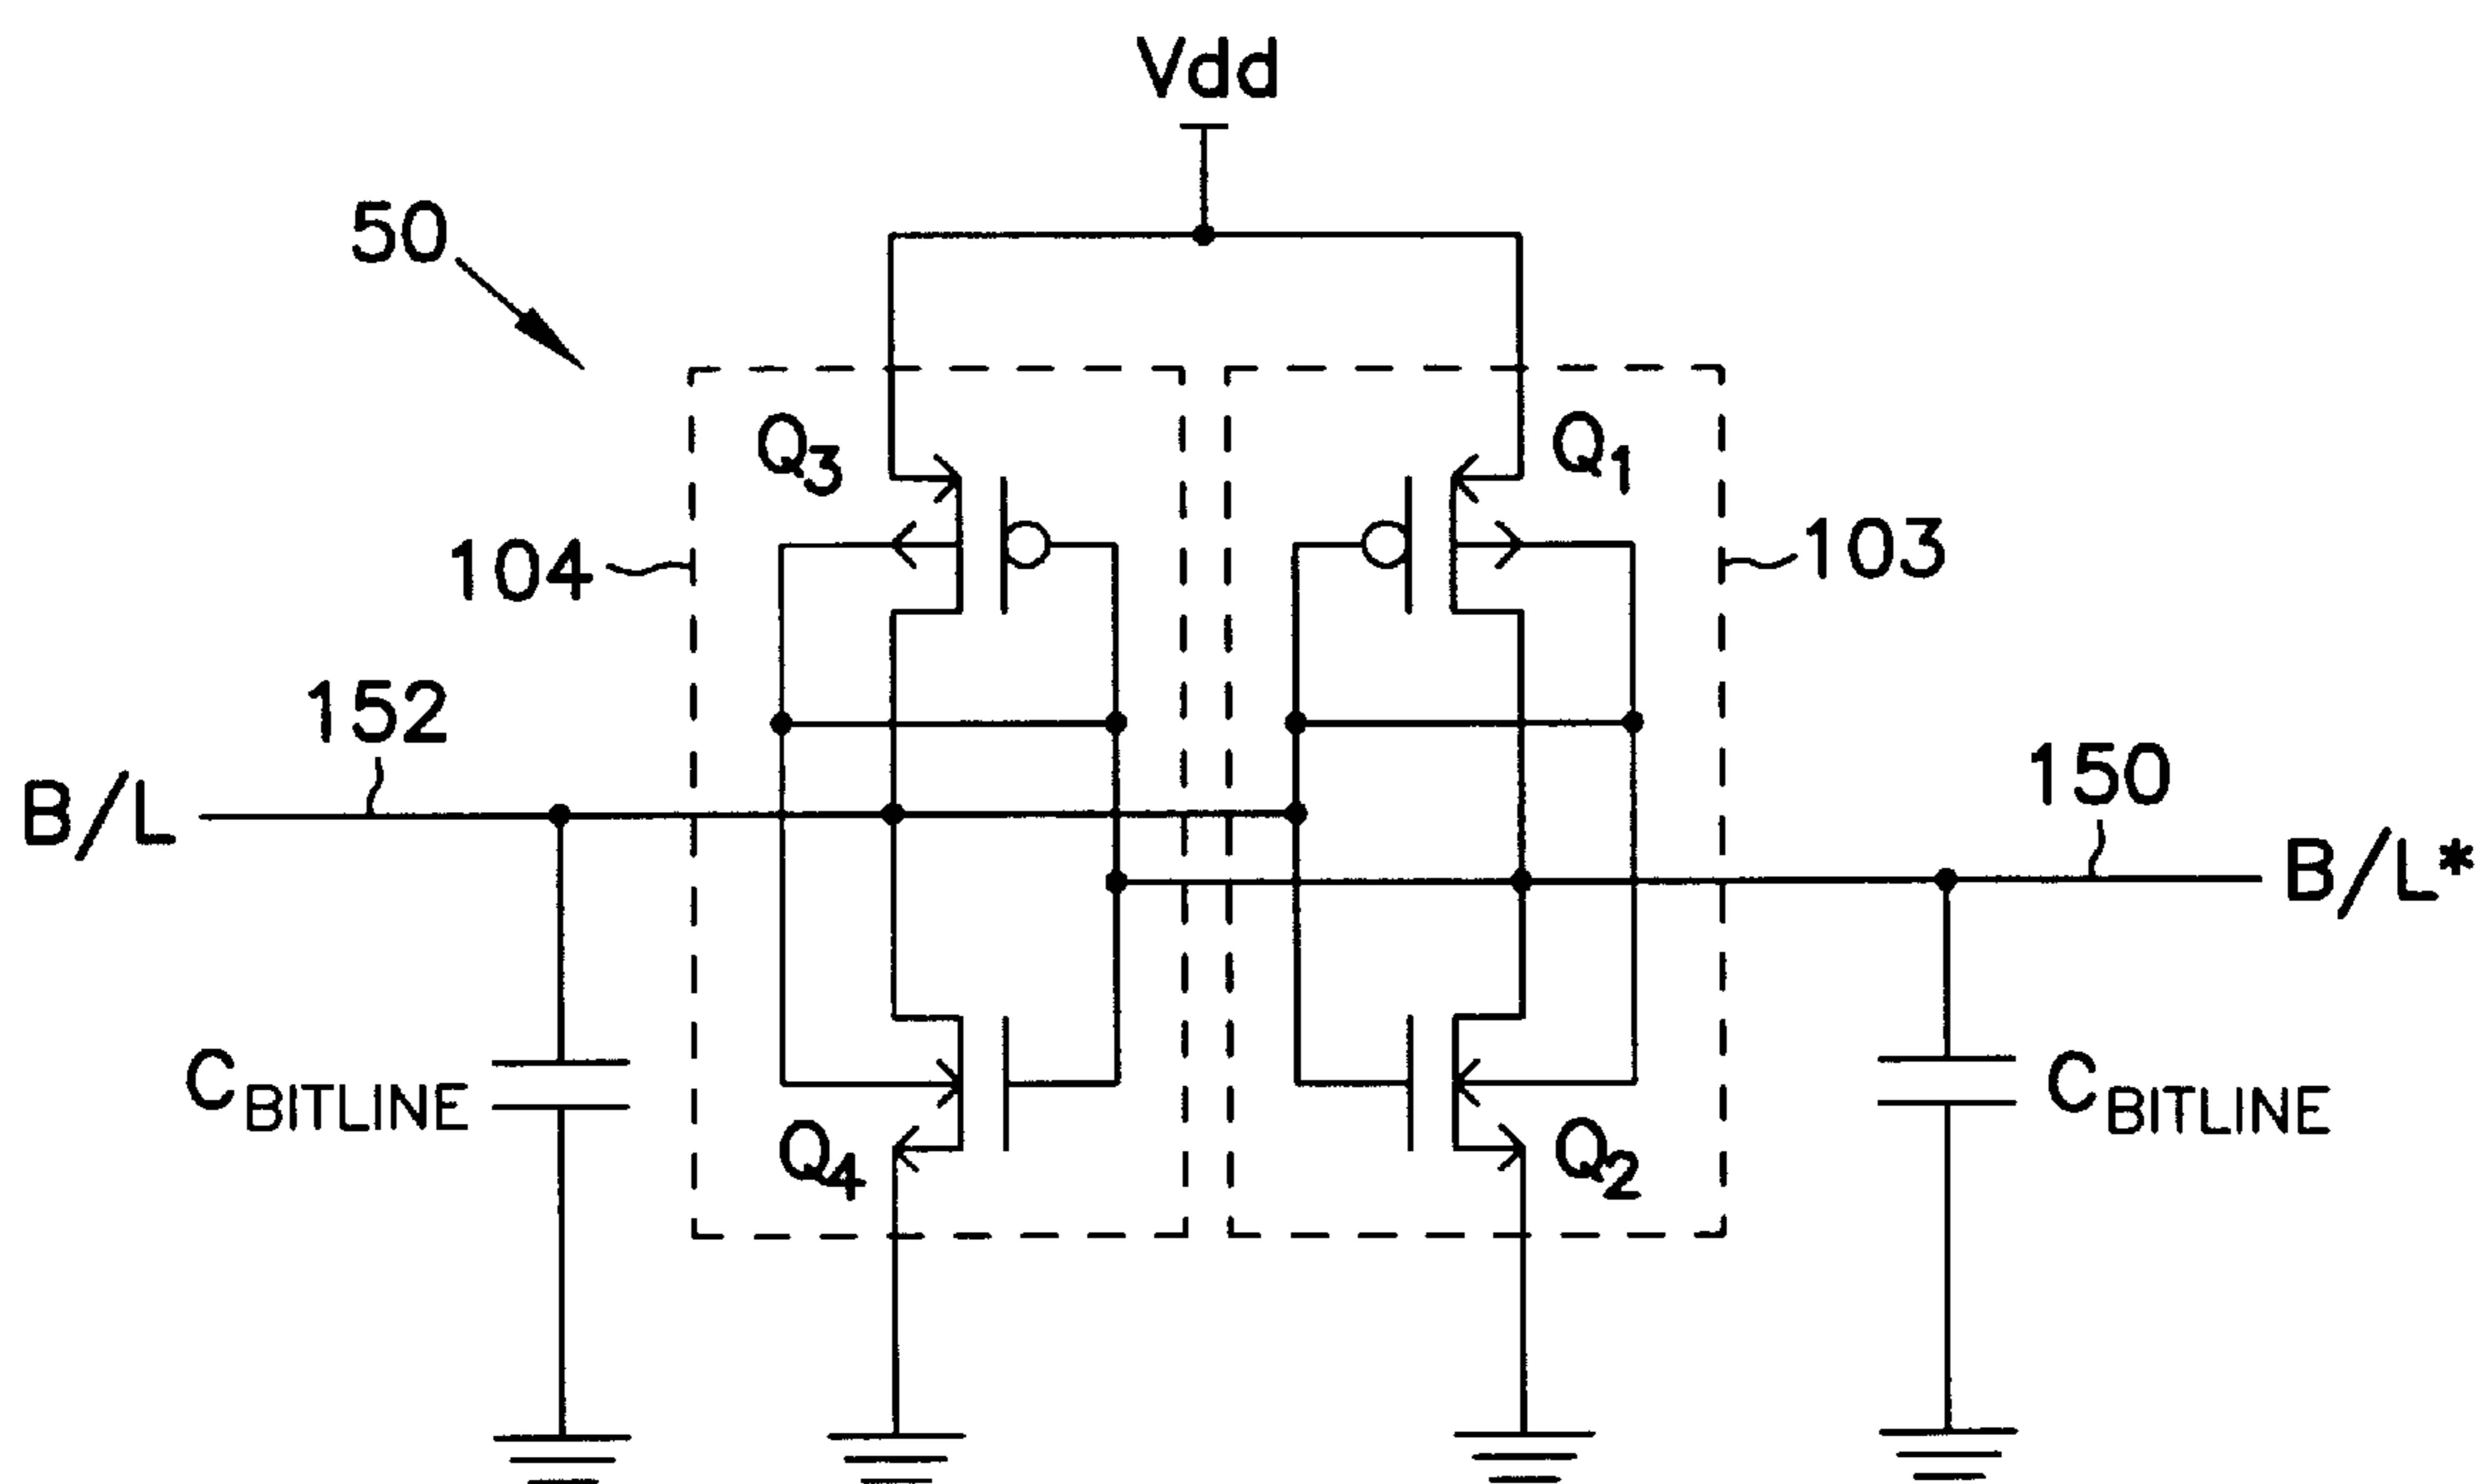 Vdd
50
Q3
Q1
104
103
152
150
B/L
B/L*
CBITLINE
CBITLINE
Q4
Q2